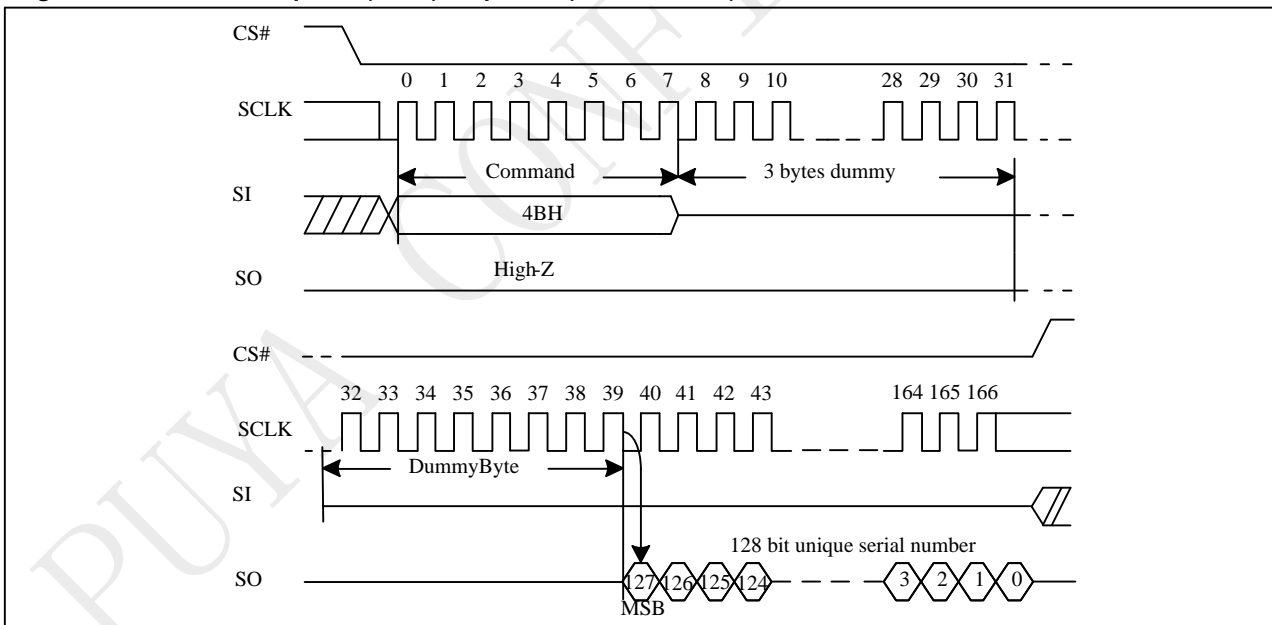 CS#
0 1 2 3 4 5 6 7 8 9 10 28 29 30 31
SCLK
Command 3 bytes dummy
SI
4BH
High-Z
SO
CS#
32 33 34 35 36 37 38 39 40 41 42 43 164 165 166
SCLK
DummyByte
SI
128 bit unique serial number
SO 127 126 125 124 3 2 1 0
MSB
PUYA CONF